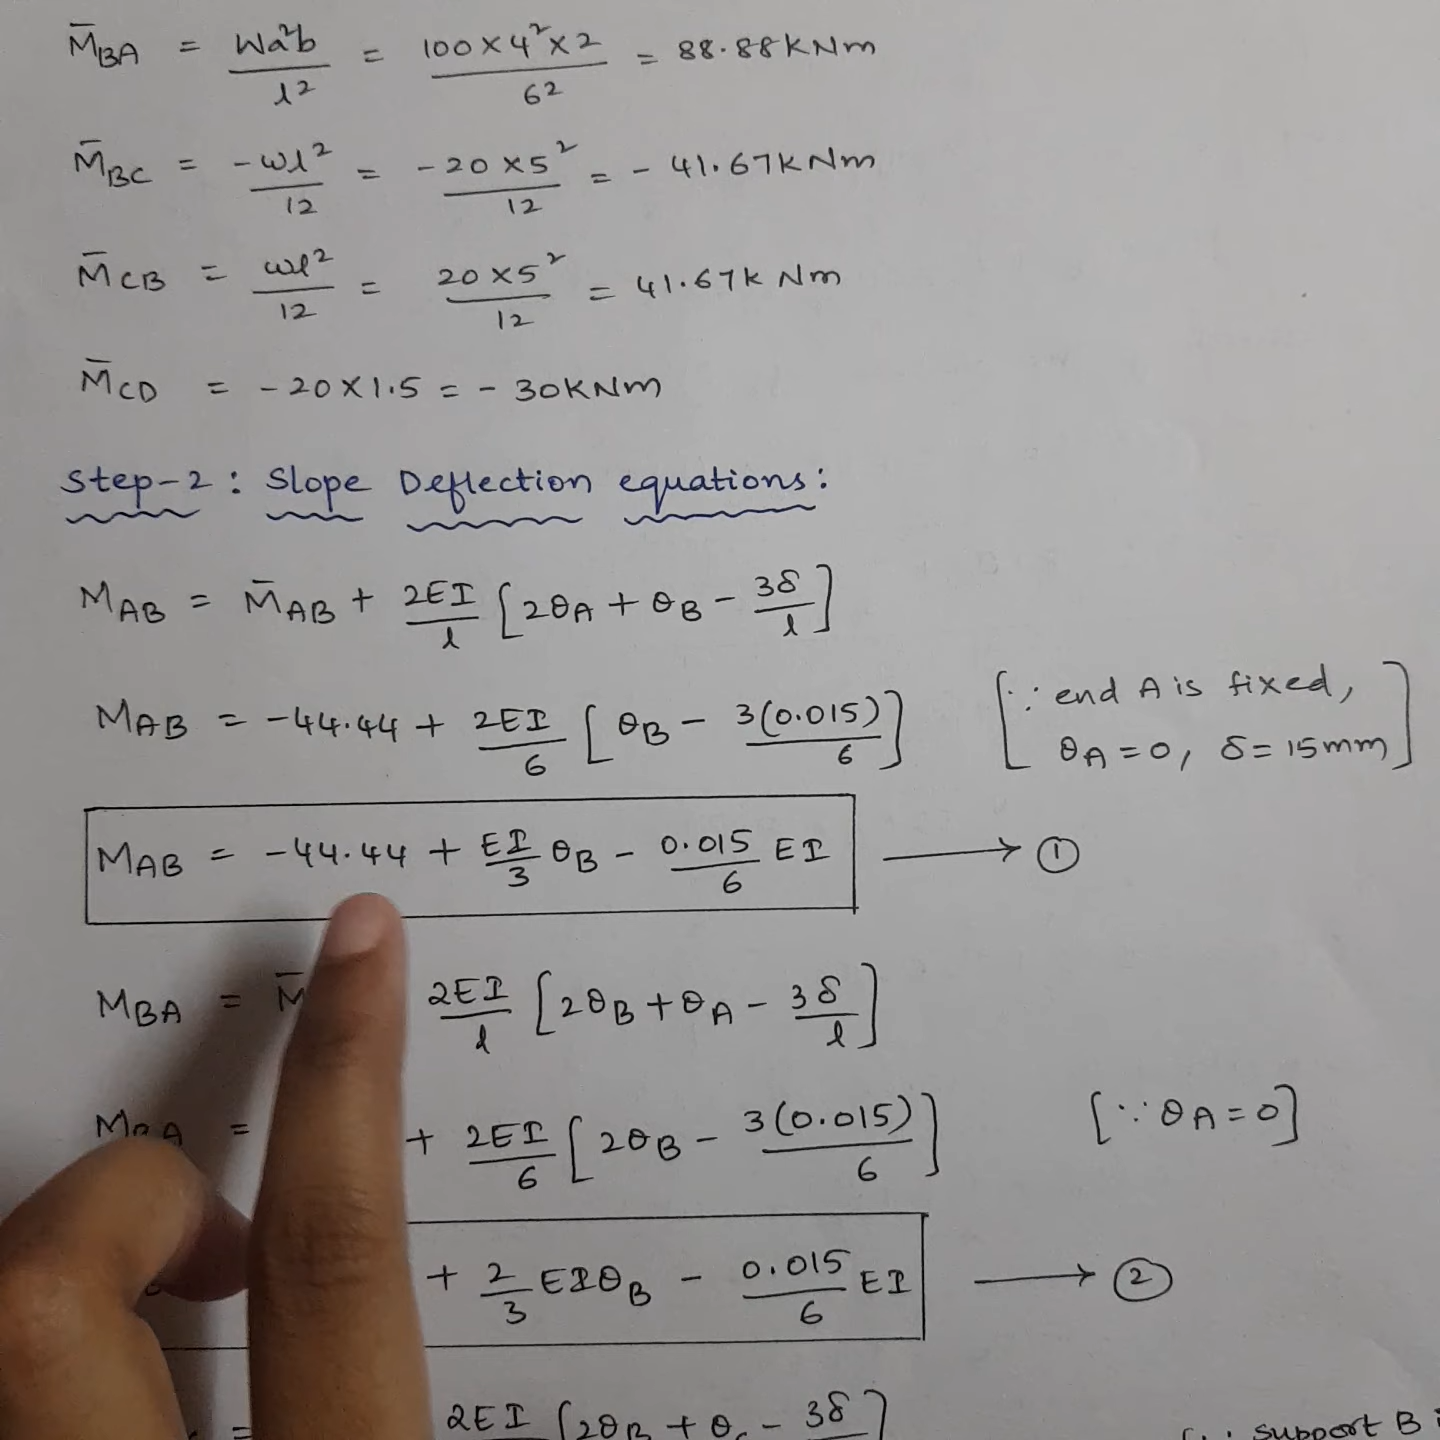 M̄BA = Wa²b/l² = 100×4²×2/6² = 88.88KNm
M̄BC = -wl²/12 = -20×5²/12 = - 41.67KNm
M̄CB = wl²/12 = 20×5²/12 = 41.67K Nm
M̄CD = -20×1.5 = - 30KNm
Step-2 : Slope Deflection equations:
MAB = M̄AB + 2EI/l [2θA + θB - 3δ/l]
MAB = -44.44 + 2EI/6 [θB - 3(0.015)/6] [∵ end A is fixed,
θA = 0, δ = 15mm]
MAB = -44.44 + EI/3 θB - 0.015/6 EI → ①
MBA = M̄ 2EI/l [2θB + θA - 3δ/l]
MBA = + 2EI/6 [2θB - 3(0.015)/6] [∵ θA = 0]
+ 2/3 EIθB - 0.015/6 EI → ②
= 2EI [2θB + θc - 3δ ] (∵ support B